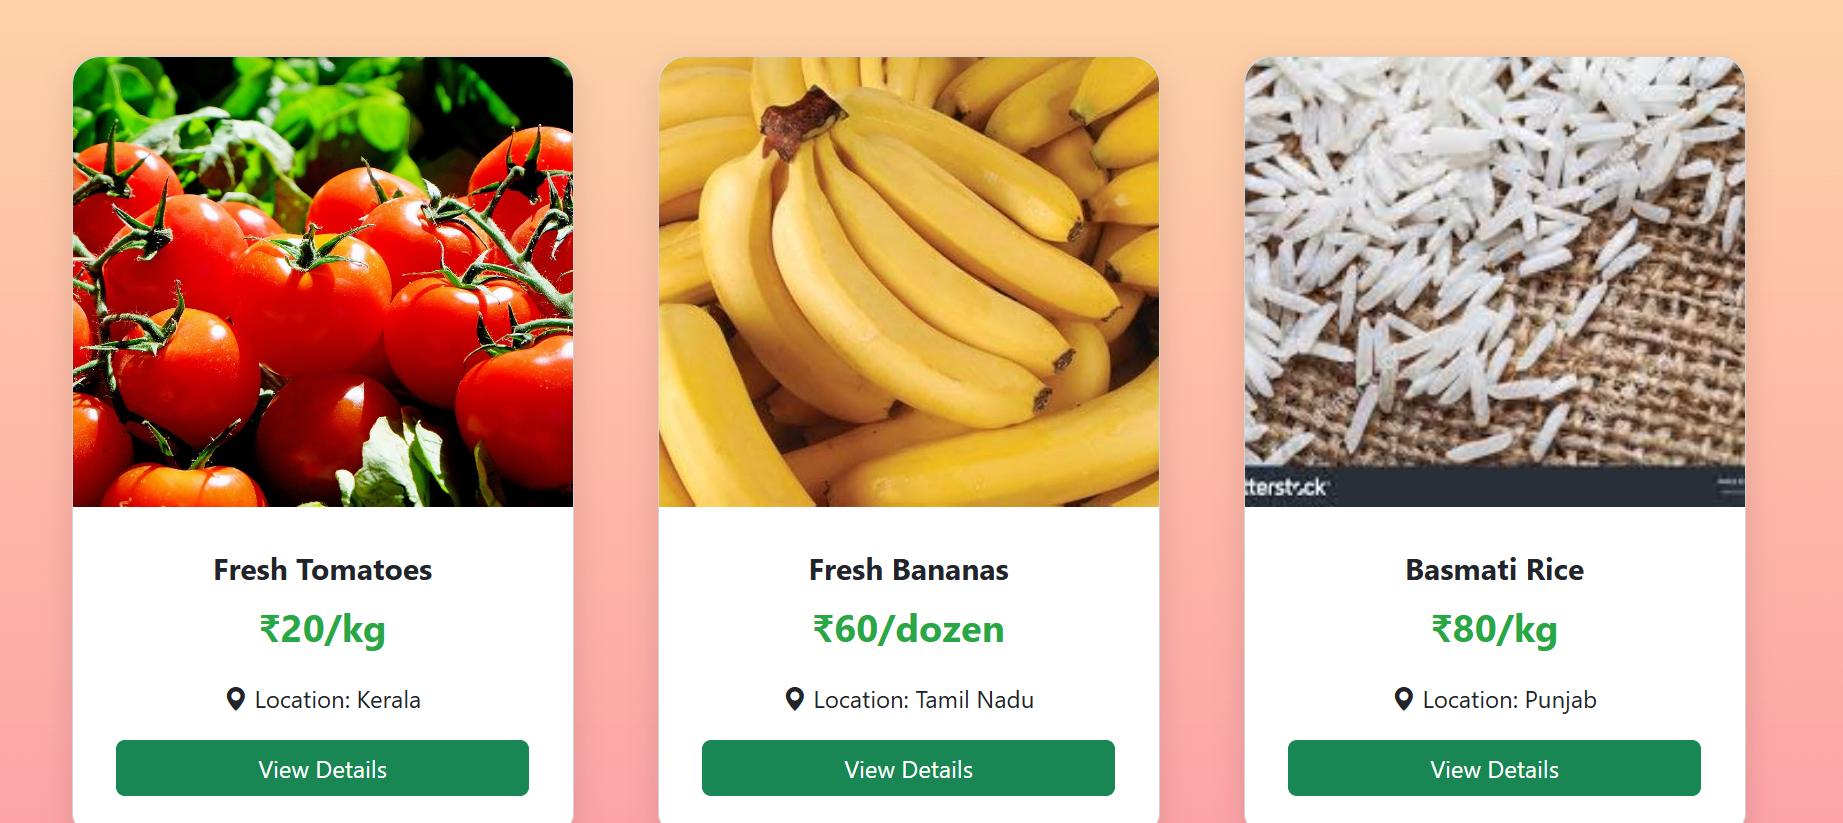 tterstock
Fresh Tomatoes
₹20/kg
Location: Kerala
View Details
Fresh Bananas
₹60/dozen
Location: Tamil Nadu
View Details
Basmati Rice
₹80/kg
Location: Punjab
View Details